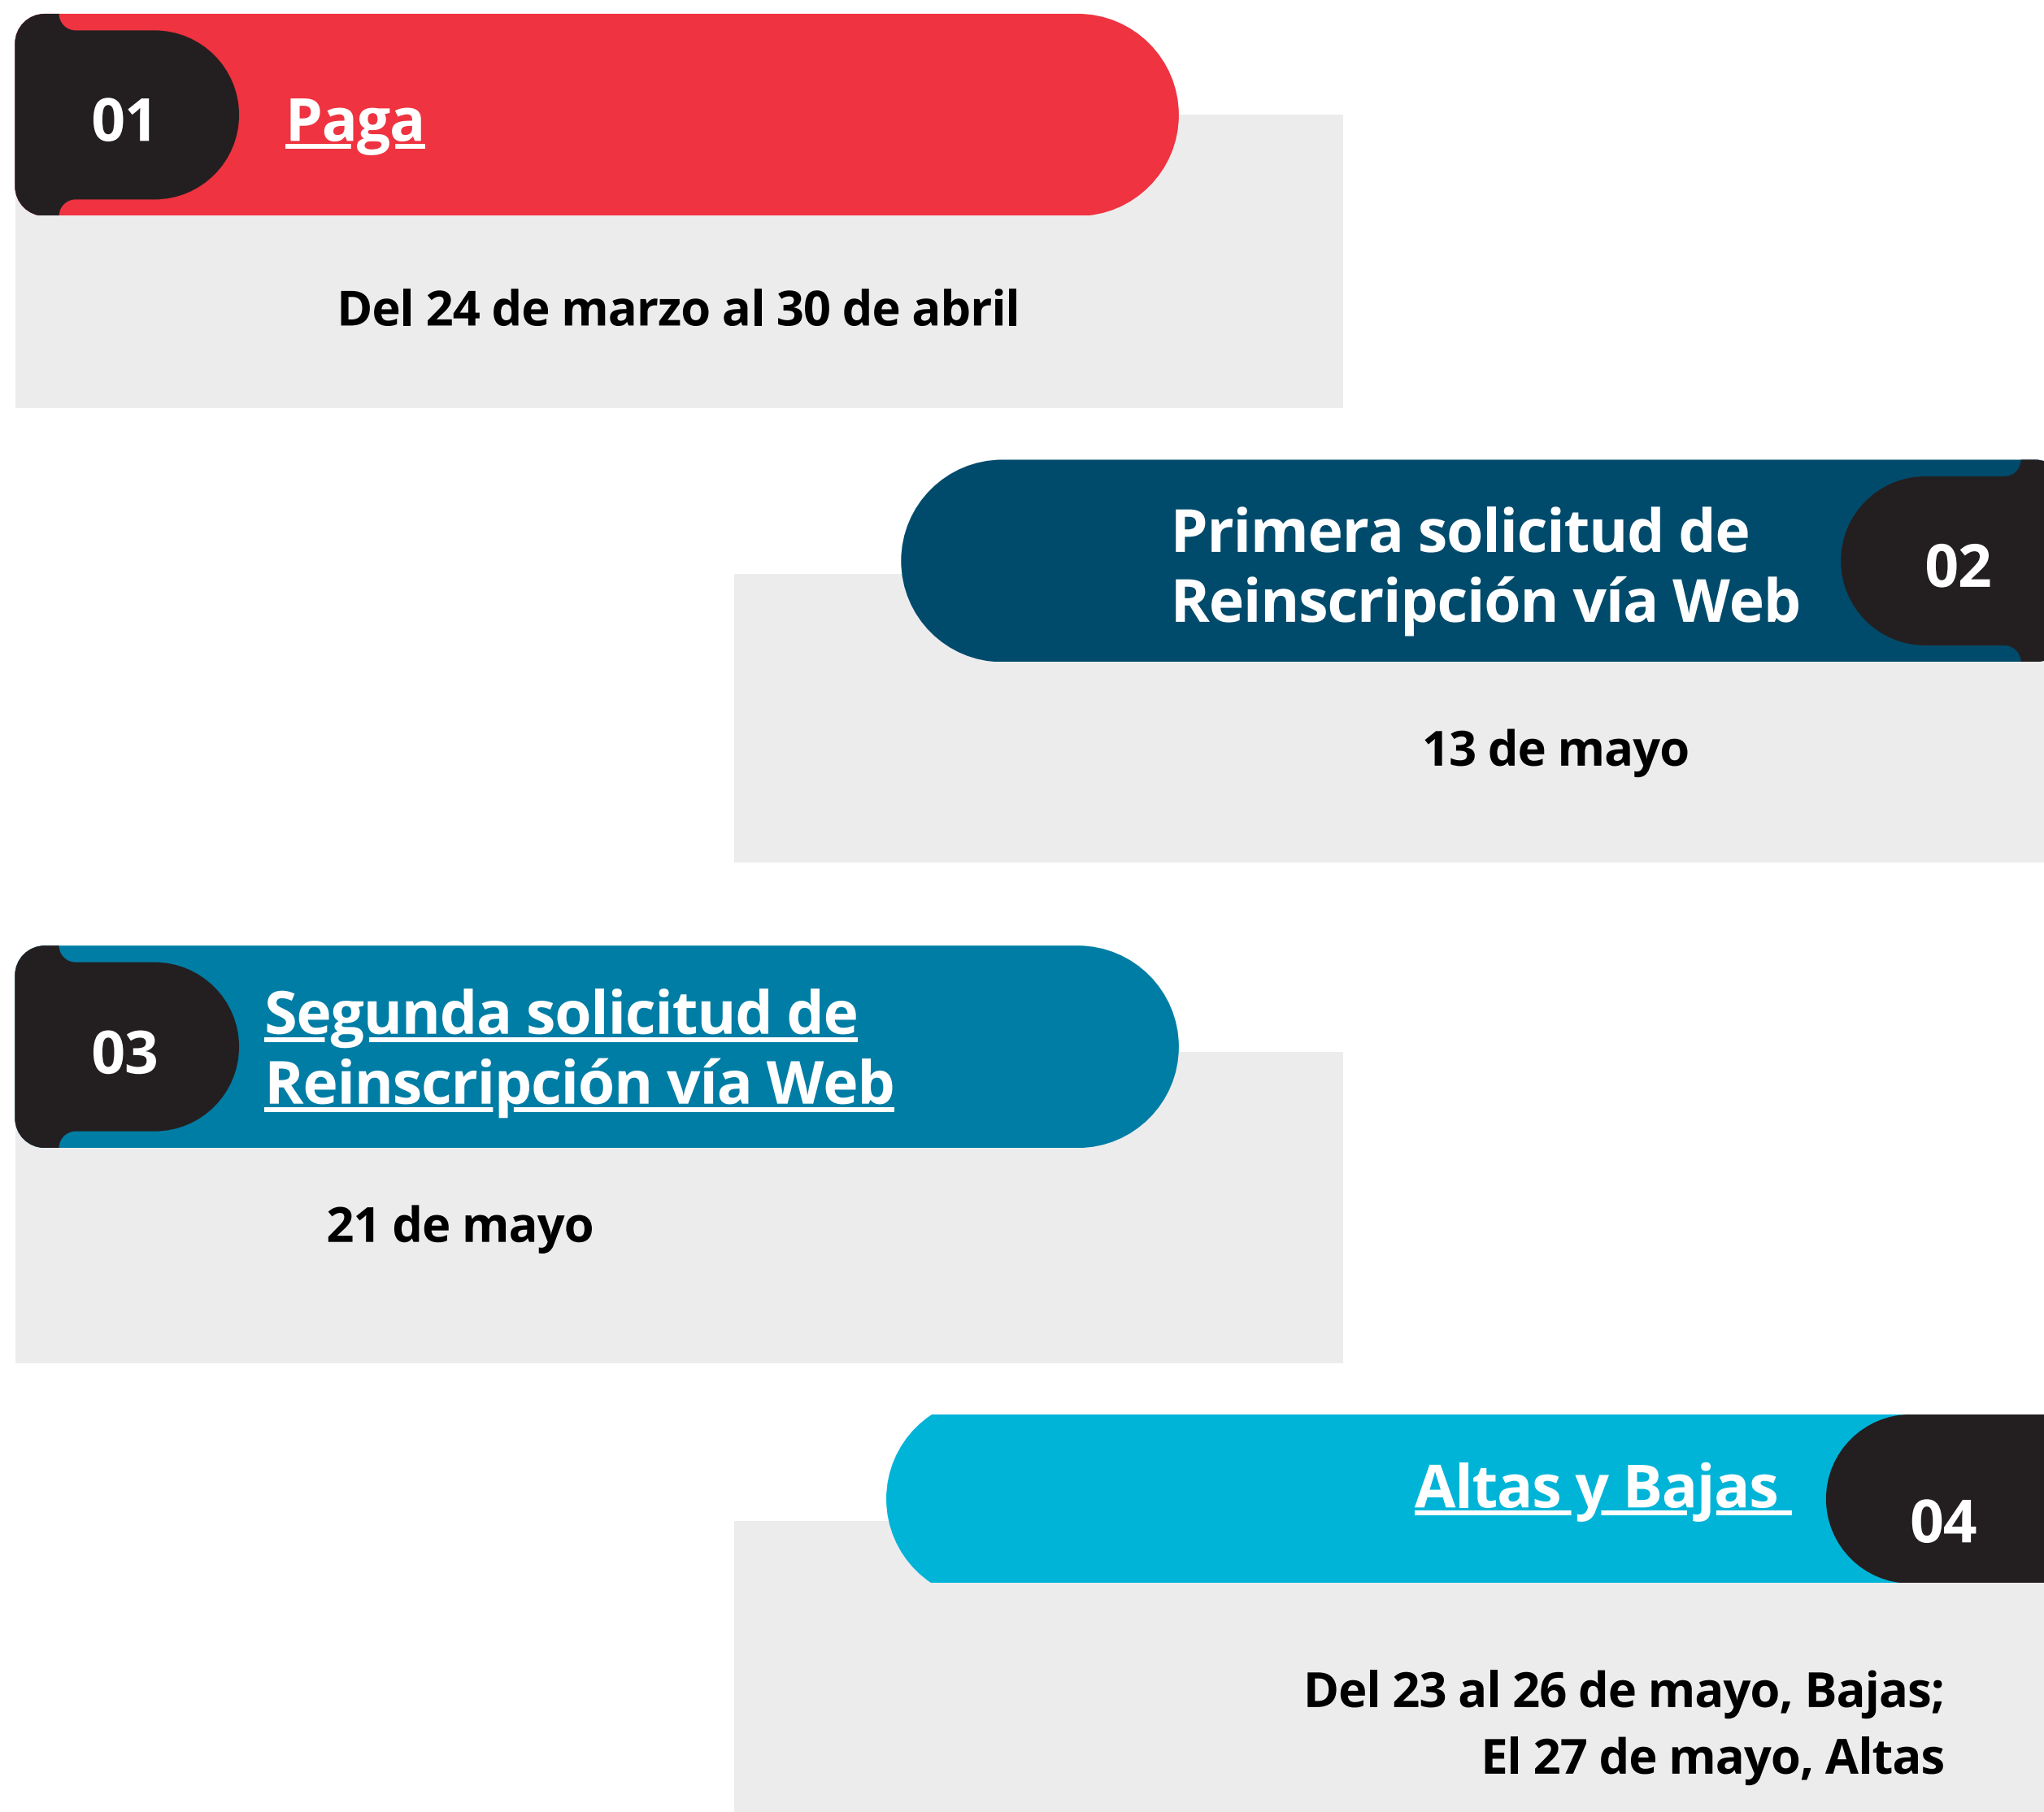 01
Paga
Del 24 de marzo al 30 de abril
Primera solicitud de
Reinscripción vía Web
02
13 de mayo
03
Segunda solicitud de
Reinscripción vía Web
21 de mayo
Altas y Bajas
04
Del 23 al 26 de mayo, Bajas;
El 27 de mayo, Altas